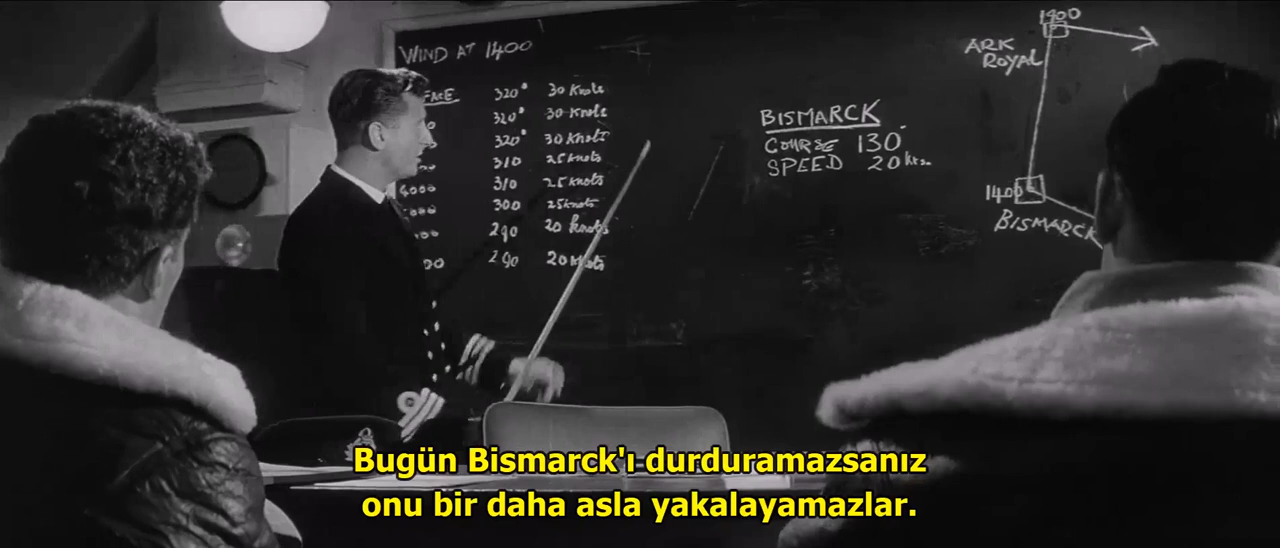 WIND AT 1400
320° 30 Knots
320° 30 Knots
320° 30 Knots
310 25 Knots
4000 310 25 Knots
300 25 Knots
290 20 Knots
290 20 Knots
BISMARCK
COURSE 130
SPEED 20 kts.
1400
ARK
ROYAL
1400
BISMARCK
Bugün Bismarck'ı durduramazsanız
onu bir daha asla yakalayamazlar.